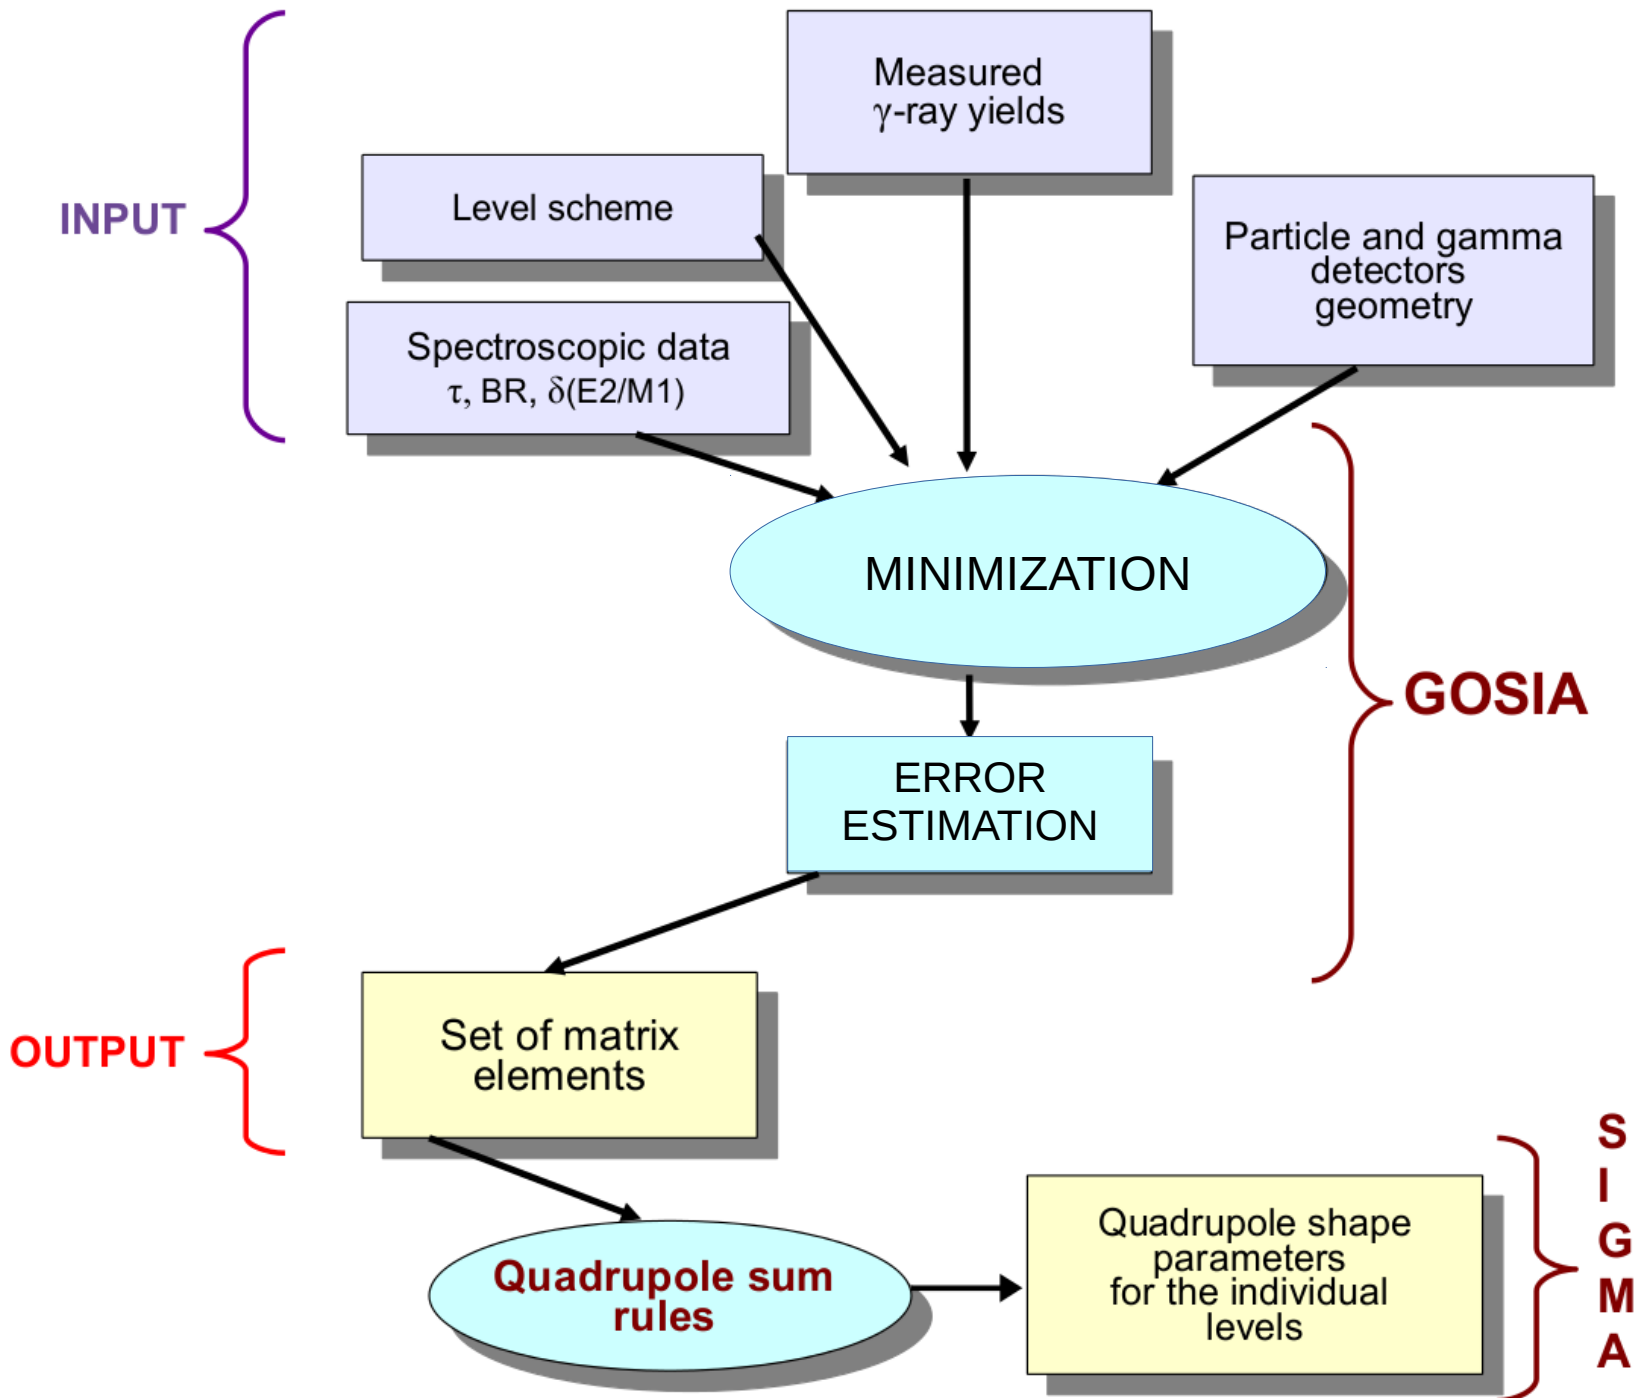 Measured
γ-ray yields
Level scheme
INPUT
Particle and gamma
detectors
geometry
Spectroscopic data
τ, BR, δ(E2/M1)
MINIMIZATION
GOSIA
ERROR
ESTIMATION
OUTPUT
Set of matrix
elements
Quadrupole sum
rules
Quadrupole shape
parameters
for the individual
levels
S
I
G
M
A